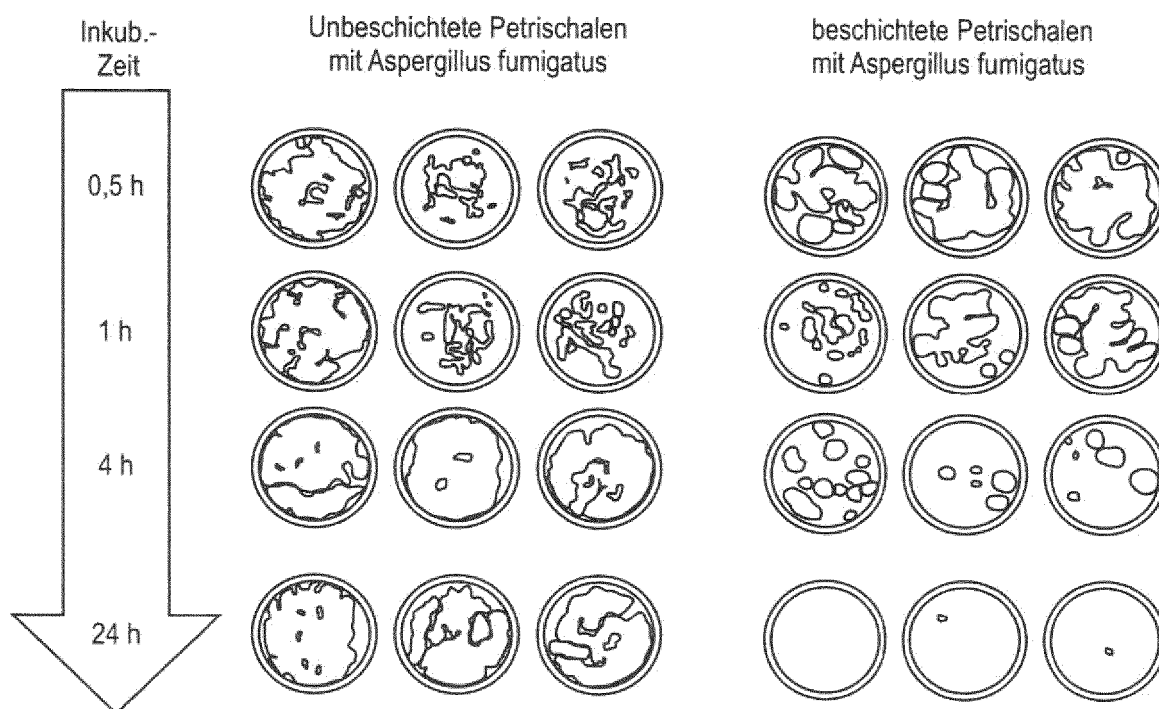 Inkub.-
Zeit
Unbeschichtete Petrischalen
mit Aspergillus fumigatus
beschichtete Petrischalen
mit Aspergillus fumigatus
0,5 h
1 h
4 h
24 h